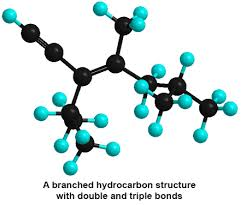 A branched hydrocarbon structure
with double and triple bonds